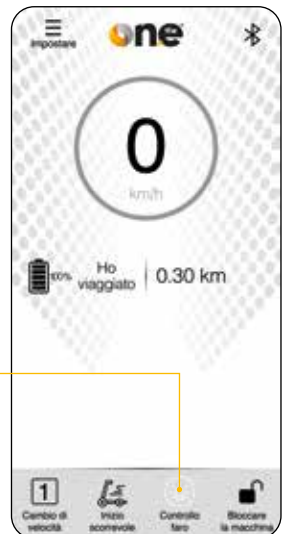 Impostare
one
0
km/h
100%
Ho
viaggiato
0.30 km
1
Cambio di
velocità
Inizio
scorrevole
Controllo
faro
Bloccare
la macchina